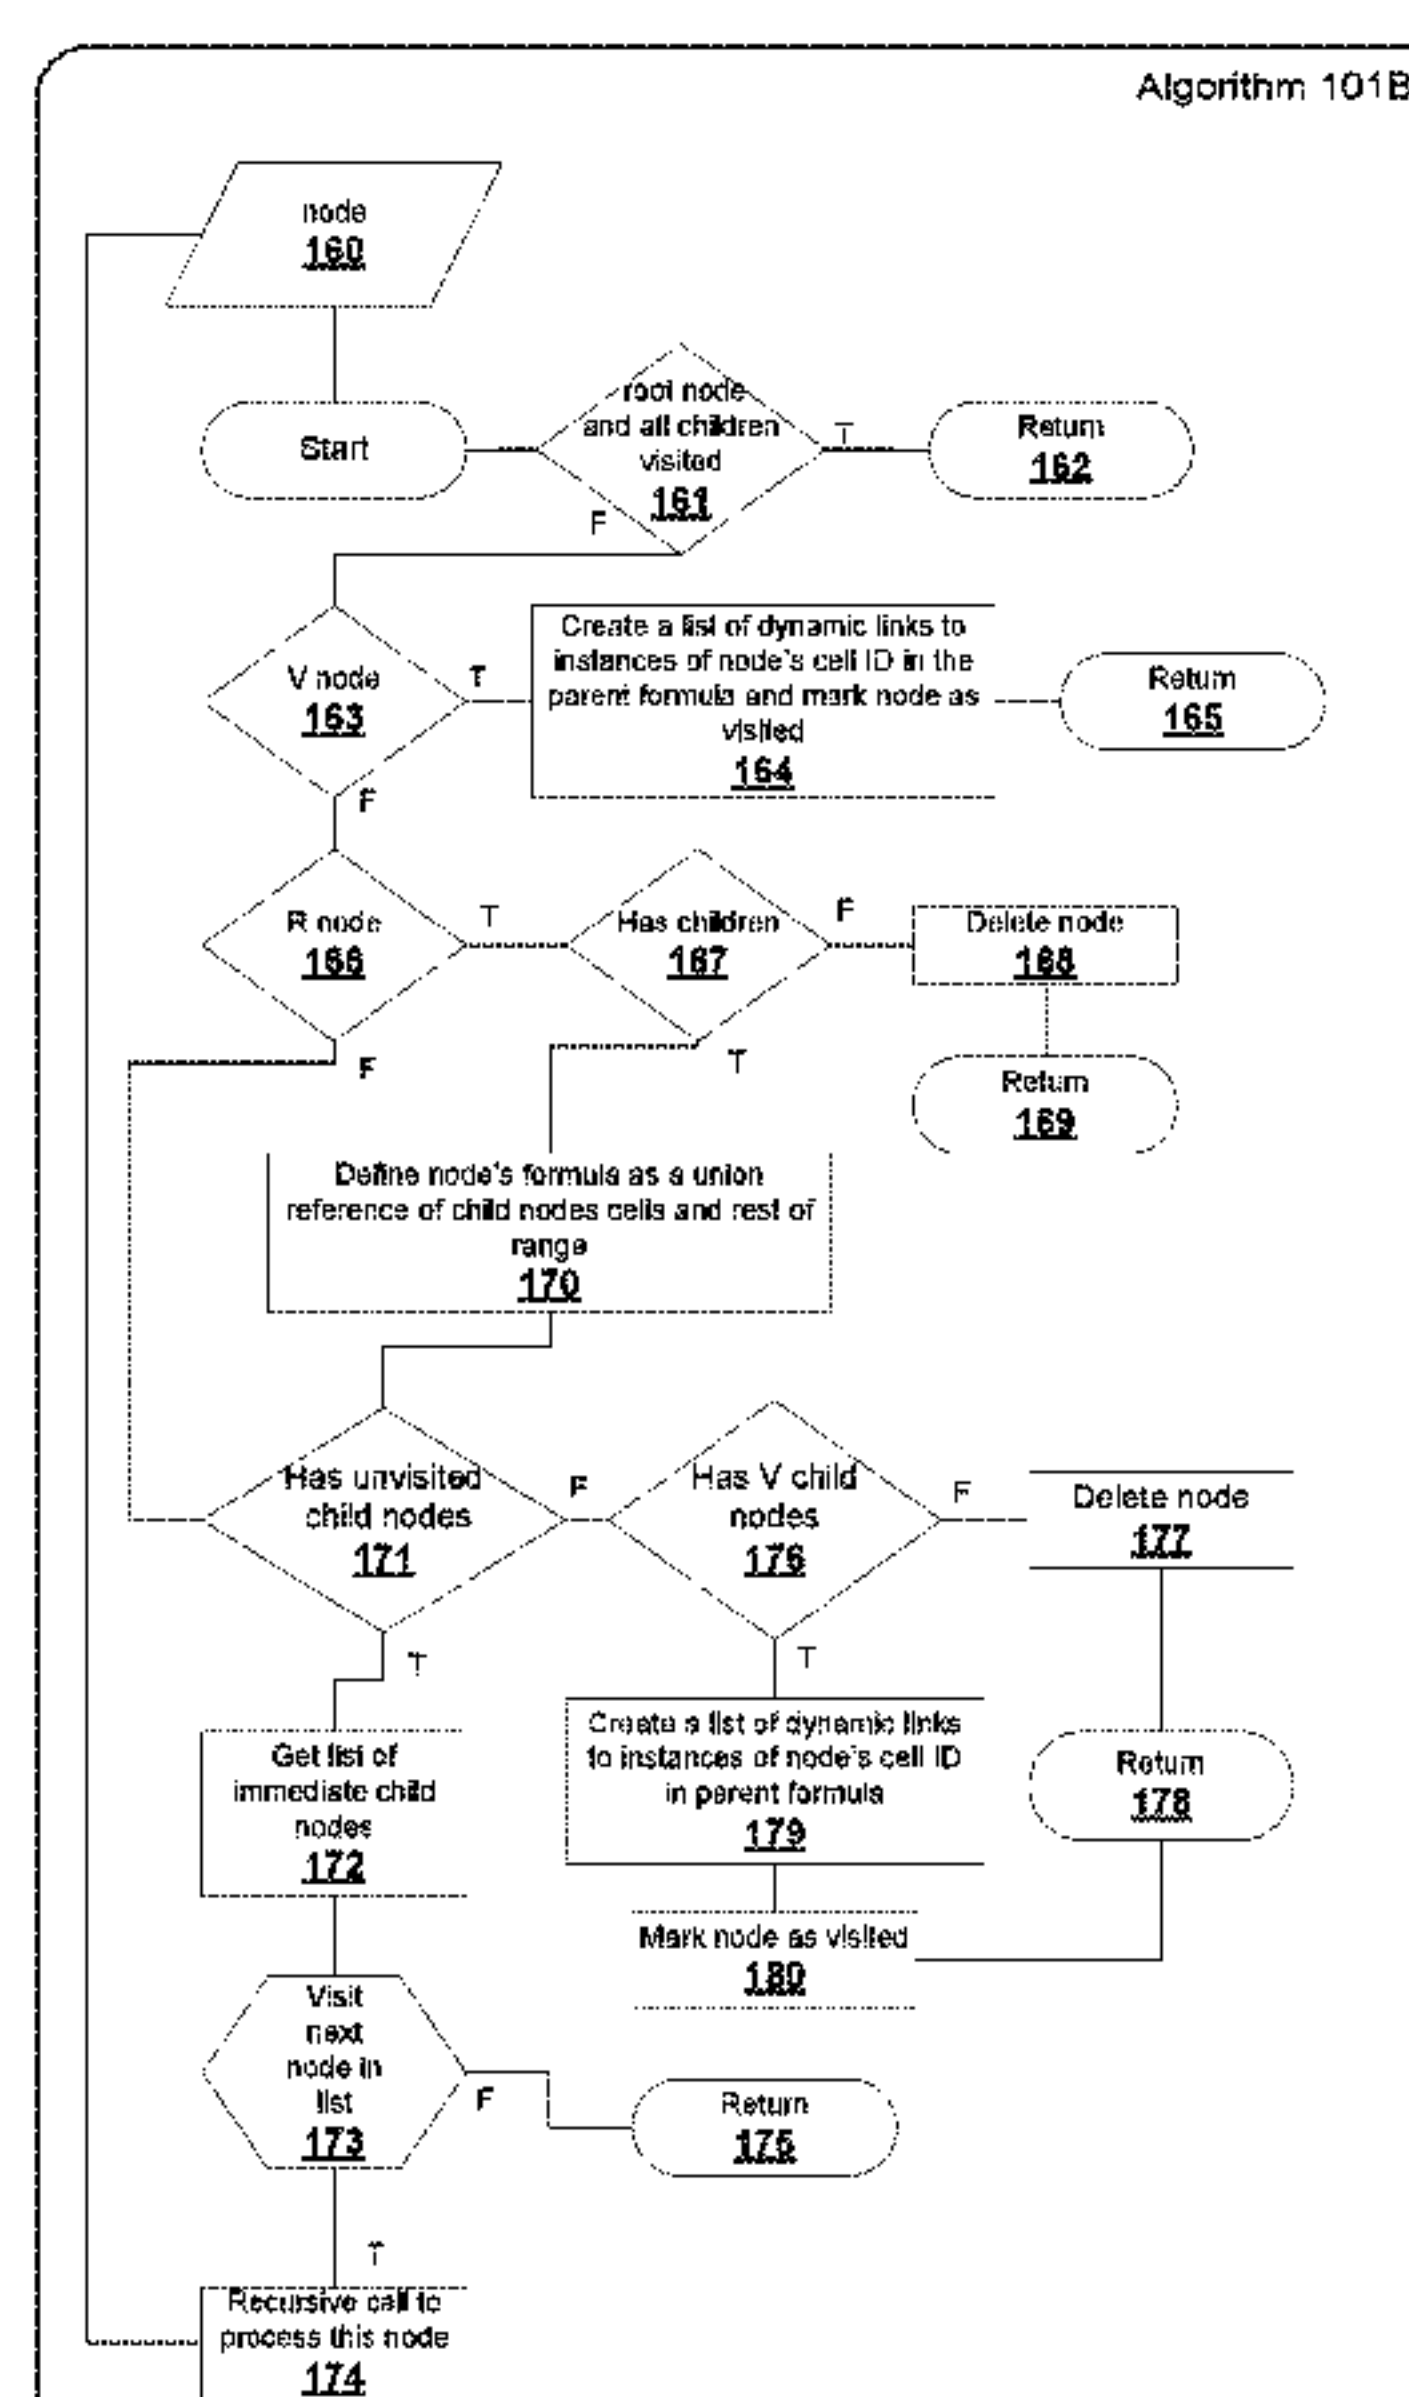 Algorithm 101B
node
160
Start
root node
and all children
visited
161
T
Return
162
F
V node
163
T
Create a list of dynamic links to
instances of node's cell ID in the
parent formula and mark node as
visited
164
Return
165
F
R node
166
T
Has children
167
F
Delete node
168
F
T
Return
169
Define node's formula as a union
reference of child nodes cells and rest of
range
170
Has unvisited
child nodes
171
F
Has V child
nodes
176
F
Delete node
177
T
T
Get list of
immediate child
nodes
172
Create a list of dynamic links
to instances of node's cell ID
in parent formula
179
Return
178
Mark node as visited
180
Visit
next
node in
list
173
F
Return
175
T
Recursive call to
process this node
174